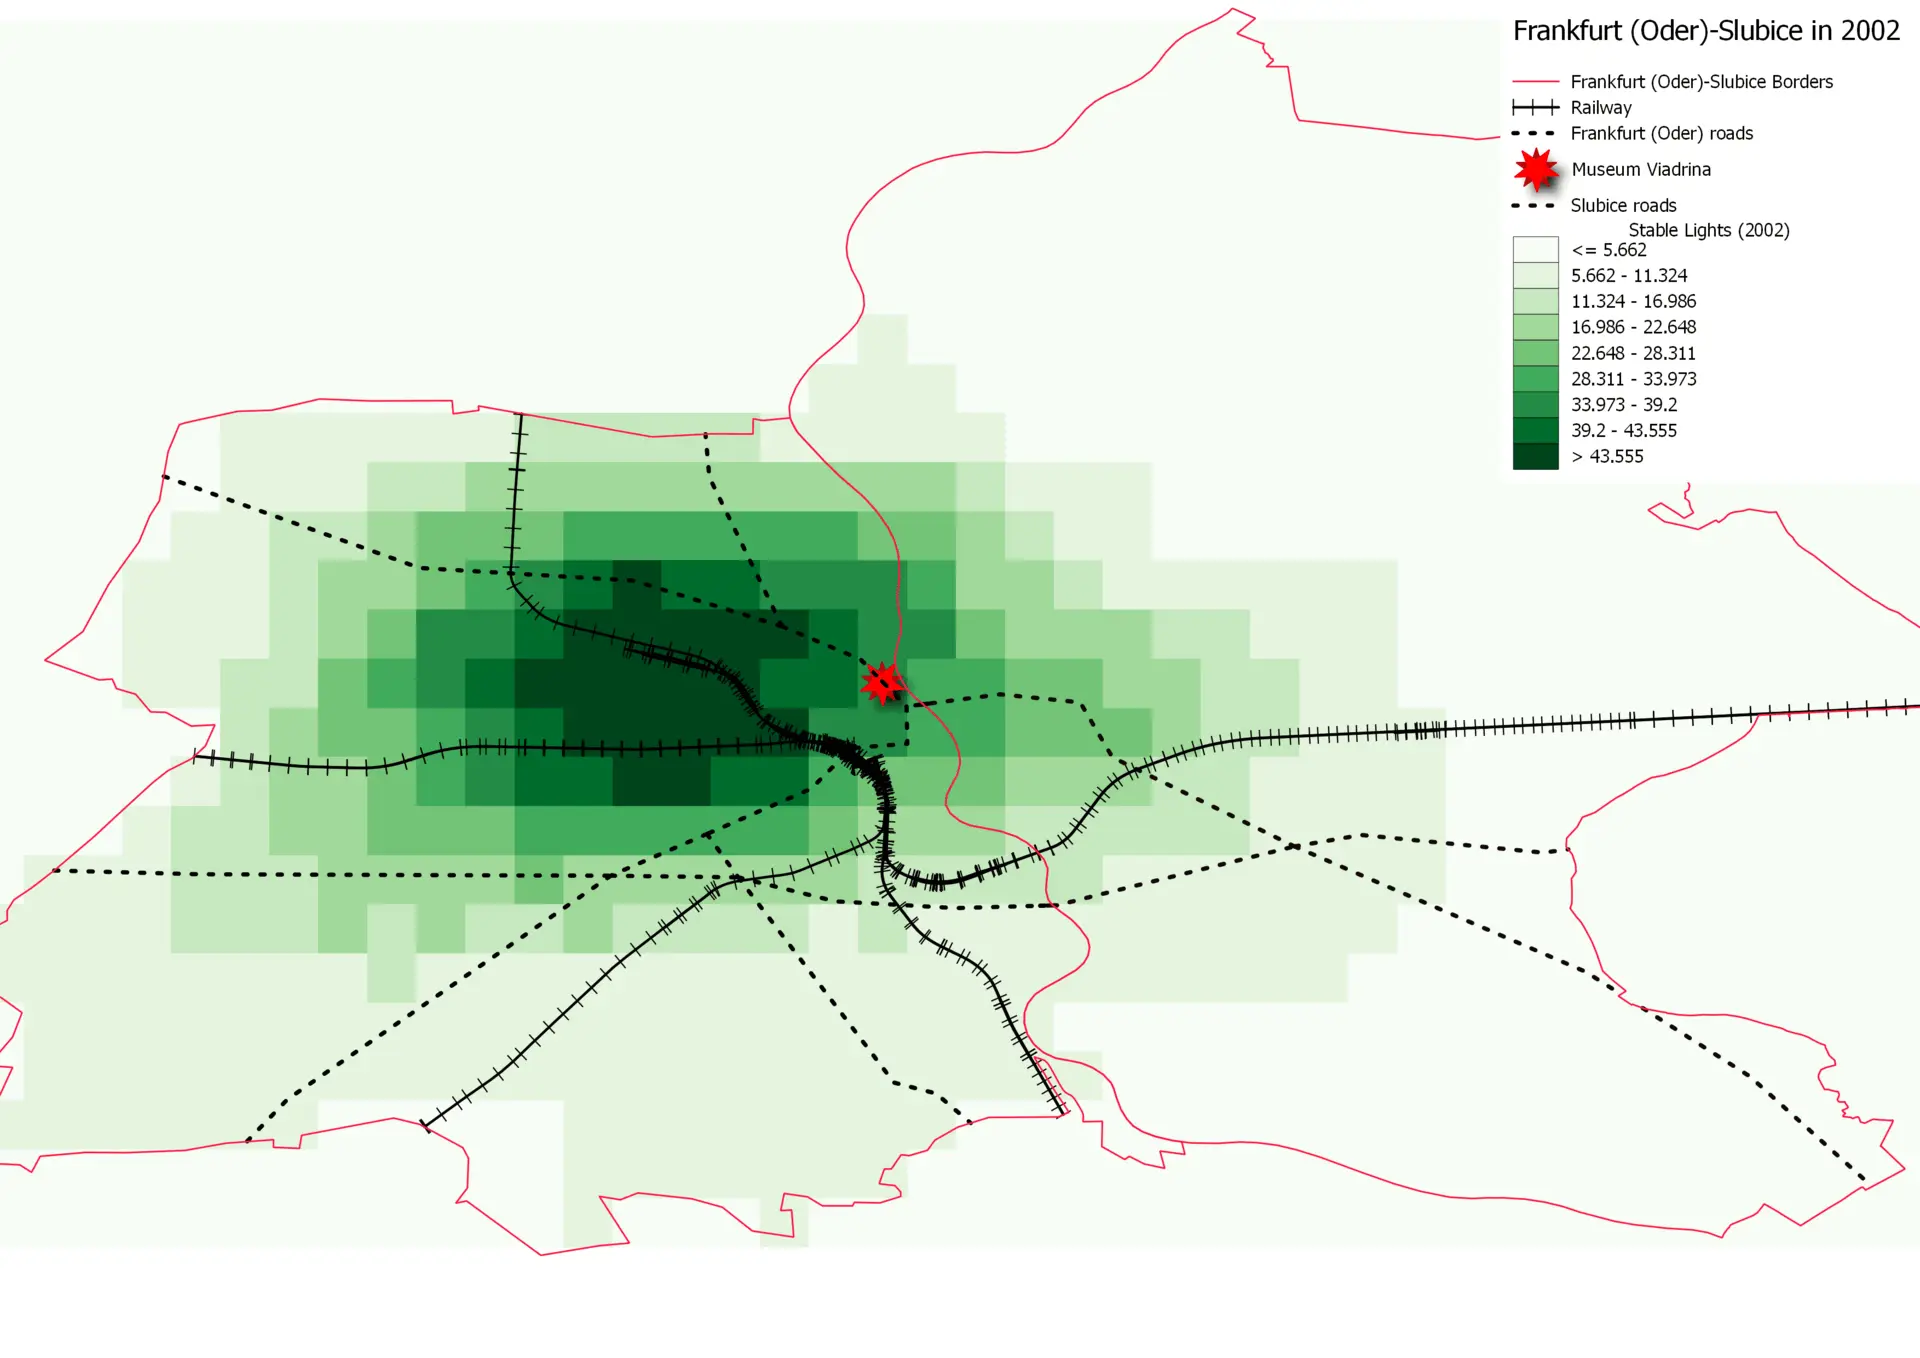 Frankfurt (Oder)-Slubice in 2002
Frankfurt (Oder)-Slubice Borders
Railway
Frankfurt (Oder) roads
Museum Viadrina
Slubice roads
Stable Lights (2002)
<= 5.662
5.662 - 11.324
11.324 - 16.986
16.986 - 22.648
22.648 - 28.311
28.311 - 33.973
33.973 - 39.2
39.2 - 43.555
> 43.555